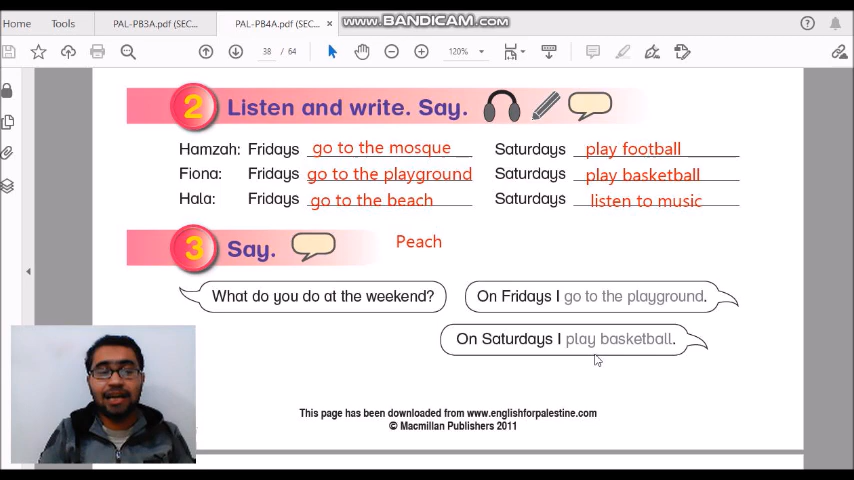 www.BANDICAM.com
Home Tools PAL-PB3A.pdf (SEC... PAL-PB4A.pdf (SEC... ×
38 / 64 120%
2 Listen and write. Say.
Hamzah: Fridays go to the mosque Saturdays play football
Fiona: Fridays go to the playground Saturdays play basketball
Hala: Fridays go to the beach Saturdays listen to music
3 Say. Peach
What do you do at the weekend? On Fridays I go to the playground.
On Saturdays I play basketball.
This page has been downloaded from www.englishforpalestine.com
© Macmillan Publishers 2011